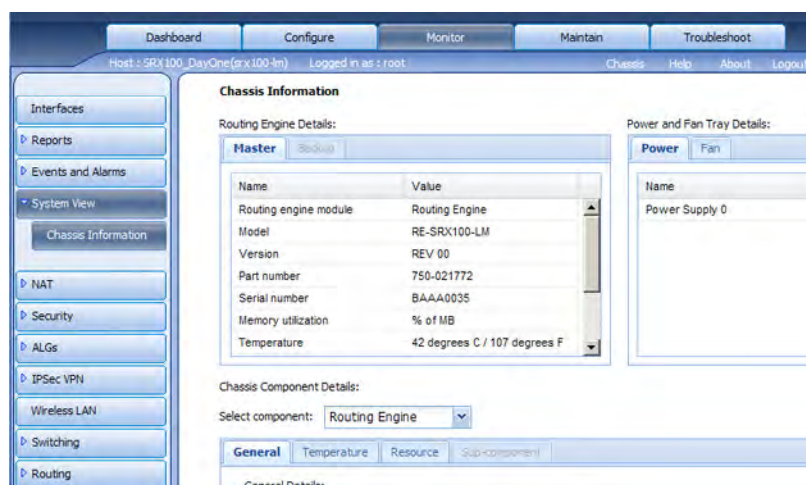 Dashboard Configure Monitor Maintain Troubleshoot
Host : SRX100_DayOne(srx100-lm) Logged in as : root Chassis Help About Logout
Interfaces
Reports
Events and Alarms
System View
Chassis Information
NAT
Security
ALGs
IPSec VPN
Wireless LAN
Switching
Routing
Chassis Information
Routing Engine Details:
Master Backup
Name Value
Routing engine module Routing Engine
Model RE-SRX100-LM
Version REV 00
Part number 750-021772
Serial number BAAA0035
Memory utilization % of MB
Temperature 42 degrees C / 107 degrees F
Power and Fan Tray Details:
Power Fan
Name
Power Supply 0
Chassis Component Details:
Select component: Routing Engine
General Temperature Resource Sub-component
General Details: